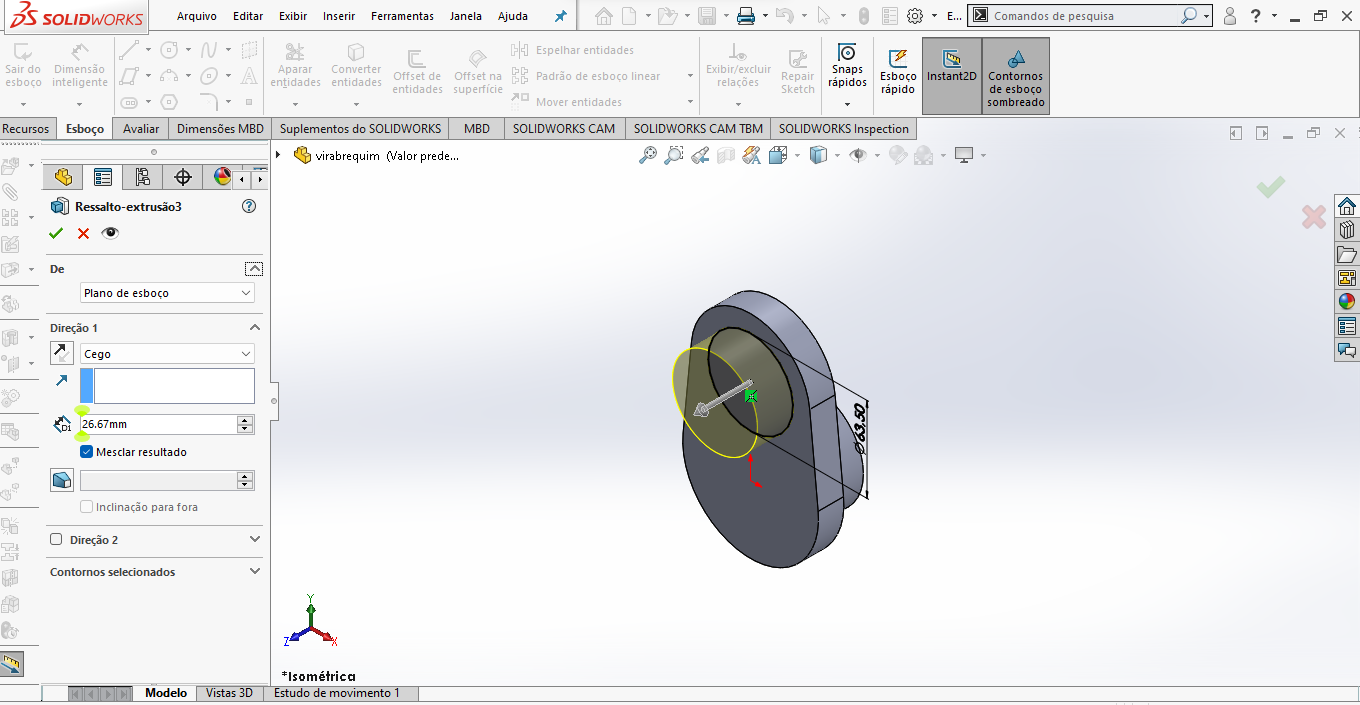 SOLIDWORKS
Arquivo Editar Exibir Inserir Ferramentas Janela Ajuda
E... Comandos de pesquisa
Sair do esboço
Dimensão inteligente
Aparar entidades
Converter entidades
Offset de entidades
Offset na superfície
Espelhar entidades
Padrão de esboço linear
Mover entidades
Exibir/excluir relações
Repair Sketch
Snaps rápidos
Esboço rápido
Instant2D
Contornos de esboço sombreado
Recursos Esboço Avaliar Dimensões MBD Suplementos do SOLIDWORKS MBD SOLIDWORKS CAM SOLIDWORKS CAM TBM SOLIDWORKS Inspection
virabrequim (Valor prede...
Ressalto-extrusão3
De
Plano de esboço
Direção 1
Cego
D1
26.67mm
Mesclar resultado
Inclinação para fora
Direção 2
Contornos selecionados
Ø63,50
Y
Z
X
*Isométrica
Modelo Vistas 3D Estudo de movimento 1